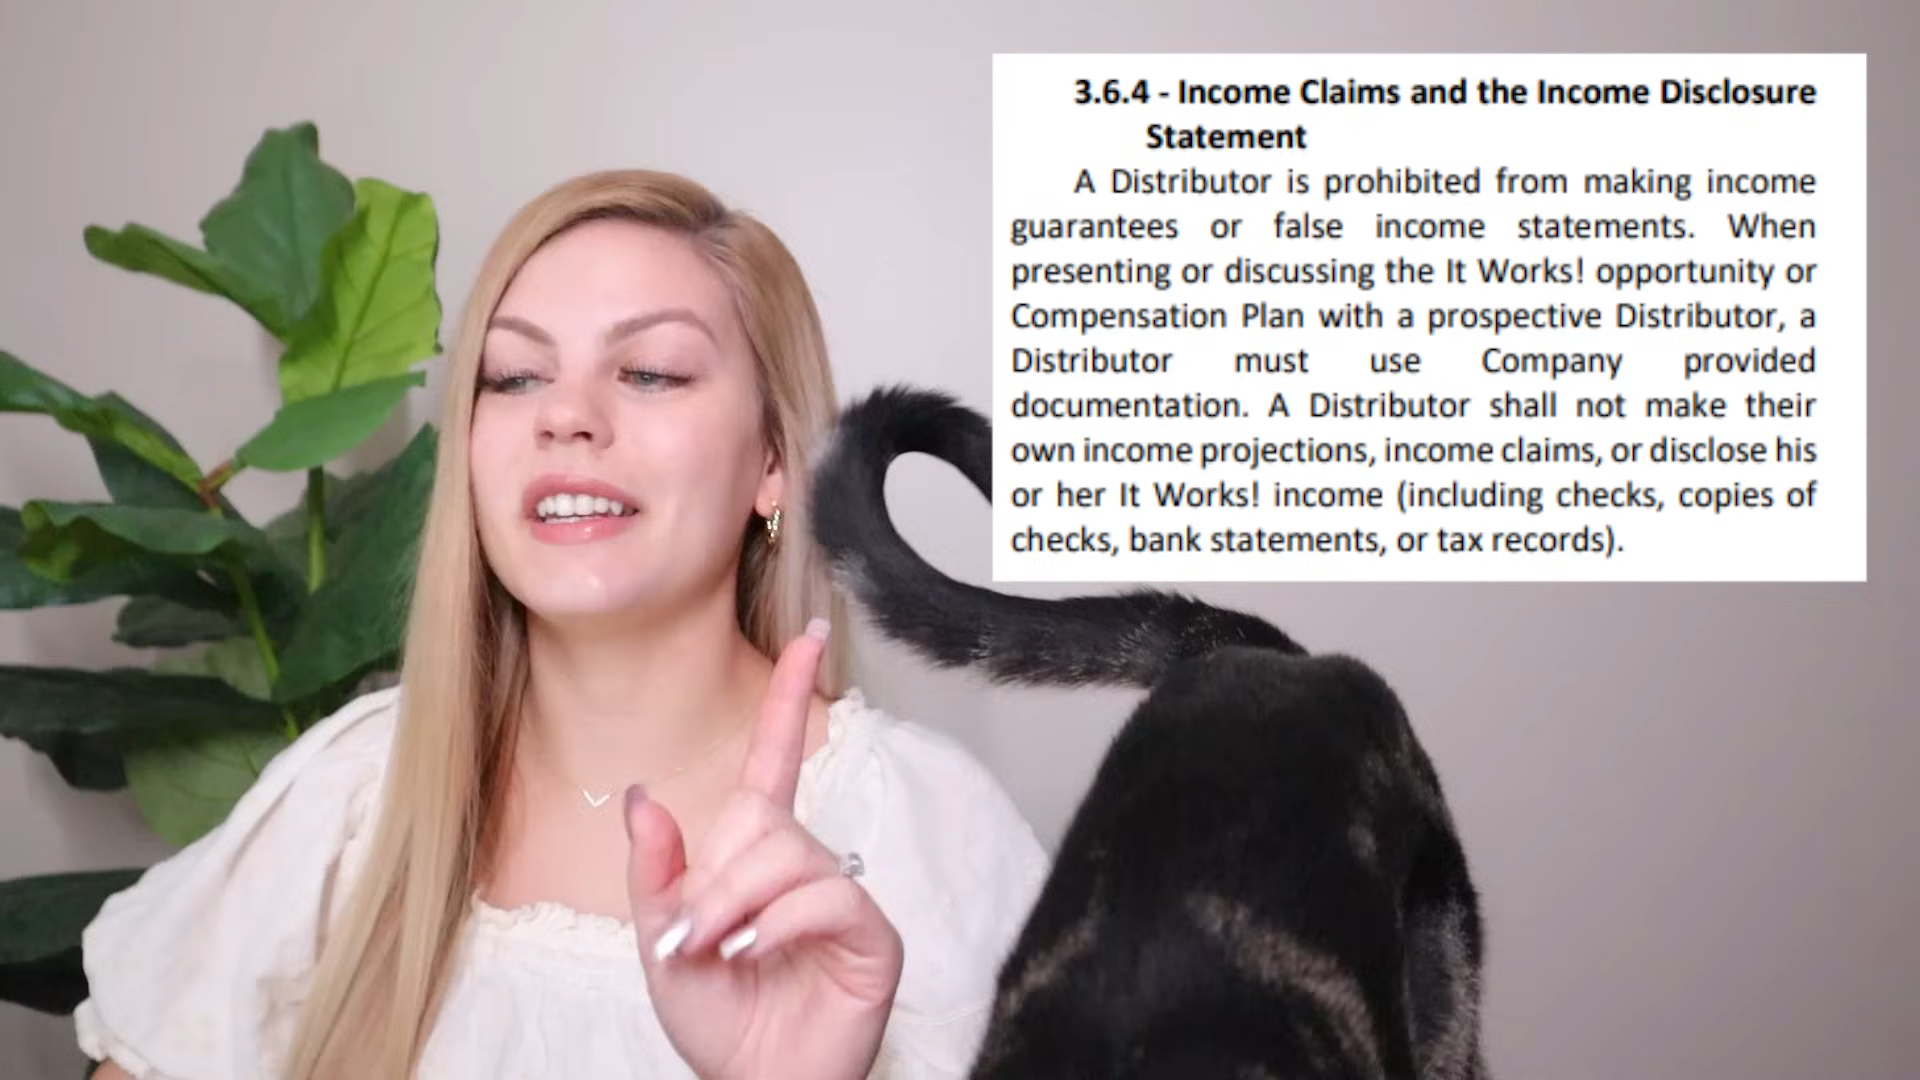 3.6.4 - Income Claims and the Income Disclosure
Statement
A Distributor is prohibited from making income
guarantees or false income statements. When
presenting or discussing the It Works! opportunity or
Compensation Plan with a prospective Distributor, a
Distributor must use Company provided
documentation. A Distributor shall not make their
own income projections, income claims, or disclose his
or her It Works! income (including checks, copies of
checks, bank statements, or tax records).